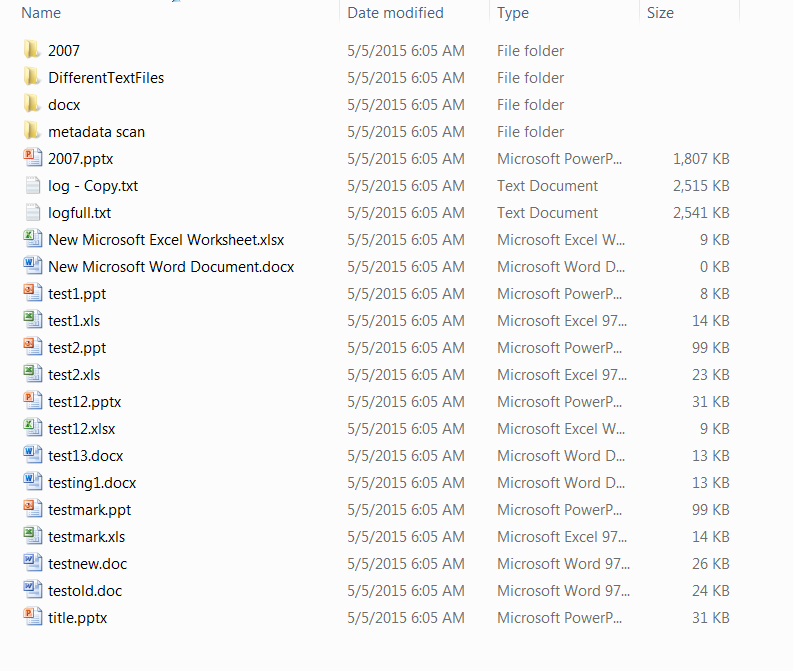 Name Date modified Type Size
2007 5/5/2015 6:05 AM File folder
DifferentTextFiles 5/5/2015 6:05 AM File folder
docx 5/5/2015 6:05 AM File folder
metadata scan 5/5/2015 6:05 AM File folder
2007.pptx 5/5/2015 6:05 AM Microsoft PowerP... 1,807 KB
log - Copy.txt 5/5/2015 6:05 AM Text Document 2,515 KB
logfull.txt 5/5/2015 6:05 AM Text Document 2,541 KB
New Microsoft Excel Worksheet.xlsx 5/5/2015 6:05 AM Microsoft Excel W... 9 KB
New Microsoft Word Document.docx 5/5/2015 6:05 AM Microsoft Word D... 0 KB
test1.ppt 5/5/2015 6:05 AM Microsoft PowerP... 8 KB
test1.xls 5/5/2015 6:05 AM Microsoft Excel 97... 14 KB
test2.ppt 5/5/2015 6:05 AM Microsoft PowerP... 99 KB
test2.xls 5/5/2015 6:05 AM Microsoft Excel 97... 23 KB
test12.pptx 5/5/2015 6:05 AM Microsoft PowerP... 31 KB
test12.xlsx 5/5/2015 6:05 AM Microsoft Excel W... 9 KB
test13.docx 5/5/2015 6:05 AM Microsoft Word D... 13 KB
testing1.docx 5/5/2015 6:05 AM Microsoft Word D... 13 KB
testmark.ppt 5/5/2015 6:05 AM Microsoft PowerP... 99 KB
testmark.xls 5/5/2015 6:05 AM Microsoft Excel 97... 14 KB
testnew.doc 5/5/2015 6:05 AM Microsoft Word 97... 26 KB
testold.doc 5/5/2015 6:05 AM Microsoft Word 97... 24 KB
title.pptx 5/5/2015 6:05 AM Microsoft PowerP... 31 KB